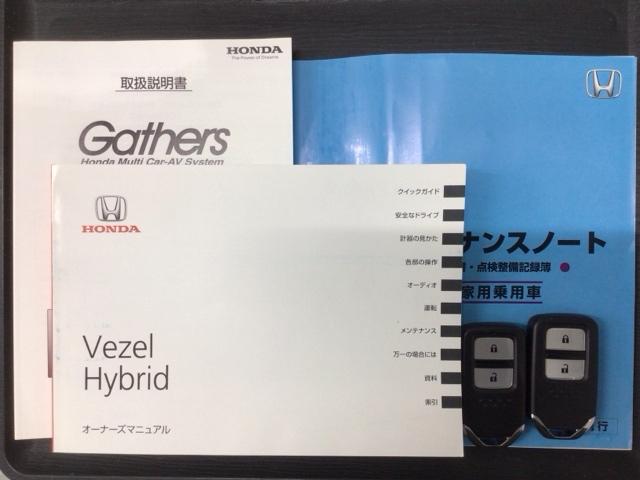 HONDA
The Power of Dreams
取扱説明書
Gathers
Honda Multi Car-AV System
HONDA
Vezel
Hybrid
オーナーズマニュアル
クイックガイド
安全なドライブ
計器の見かた
各部の操作
オーディオ
運転
メンテナンス
万一の場合には
資料
索引
ナンスノート
・点検整備記録簿
家用乗用車
行